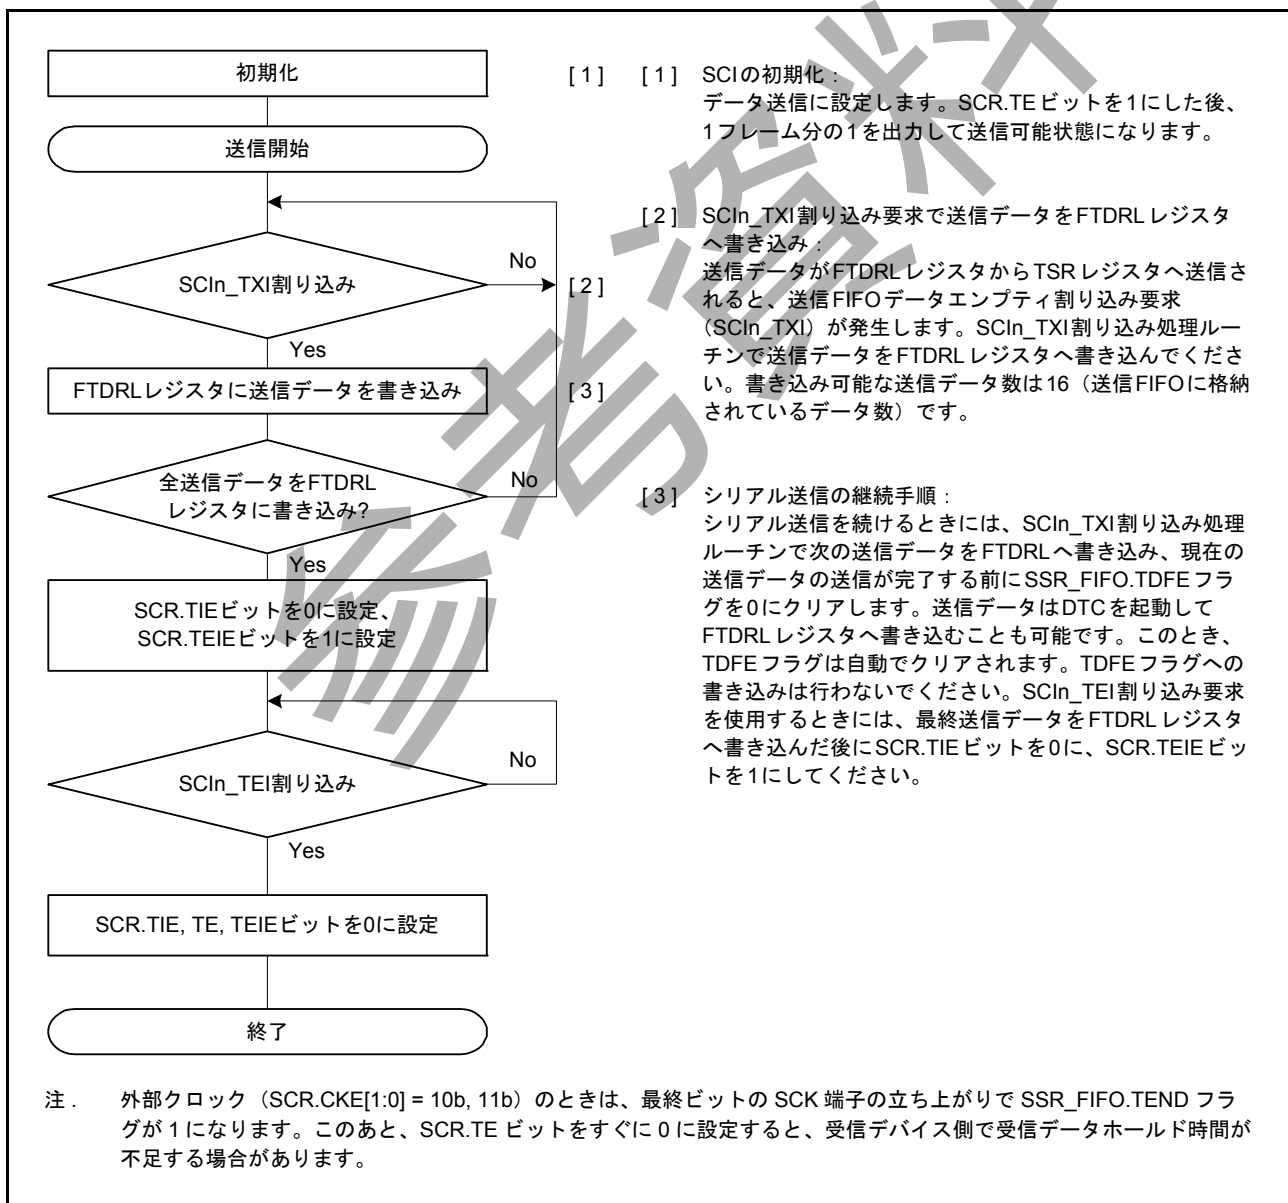 初期化
[1]
送信開始
SCIn_TXI割り込み
No
[2]
Yes
FTDRLレジスタに送信データを書き込み
[3]
全送信データをFTDRL
レジスタに書き込み?
No
Yes
SCR.TIEビットを0に設定、
SCR.TEIEビットを1に設定
SCIn_TEI割り込み
No
Yes
SCR.TIE, TE, TEIEビットを0に設定
終了
[1] SCIの初期化：
データ送信に設定します。SCR.TEビットを1にした後、
1フレーム分の1を出力して送信可能状態になります。
[2] SCIn_TXI割り込み要求で送信データをFTDRLレジスタ
へ書き込み：
送信データがFTDRLレジスタからTSRレジスタへ送信さ
れると、送信FIFOデータエンプティ割り込み要求
（SCIn_TXI）が発生します。SCIn_TXI割り込み処理ルー
チンで送信データをFTDRLレジスタへ書き込んでくださ
い。書き込み可能な送信データ数は16（送信FIFOに格納
されているデータ数）です。
[3] シリアル送信の継続手順：
シリアル送信を続けるときには、SCIn_TXI割り込み処理
ルーチンで次の送信データをFTDRLへ書き込み、現在の
送信データの送信が完了する前にSSR_FIFO.TDFEフラ
グを0にクリアします。送信データはDTCを起動して
FTDRLレジスタへ書き込むことも可能です。このとき、
TDFEフラグは自動でクリアされます。TDFEフラグへの
書き込みは行わないでください。SCIn_TEI割り込み要求
を使用するときには、最終送信データをFTDRLレジスタ
へ書き込んだ後にSCR.TIEビットを0に、SCR.TEIEビッ
トを1にしてください。
注. 外部クロック（SCR.CKE[1:0] = 10b, 11b）のときは、最終ビットの SCK 端子の立ち上がりで SSR_FIFO.TEND フラ
グが 1 になります。このあと、SCR.TE ビットをすぐに 0 に設定すると、受信デバイス側で受信データホールド時間が
不足する場合があります。
参考資料